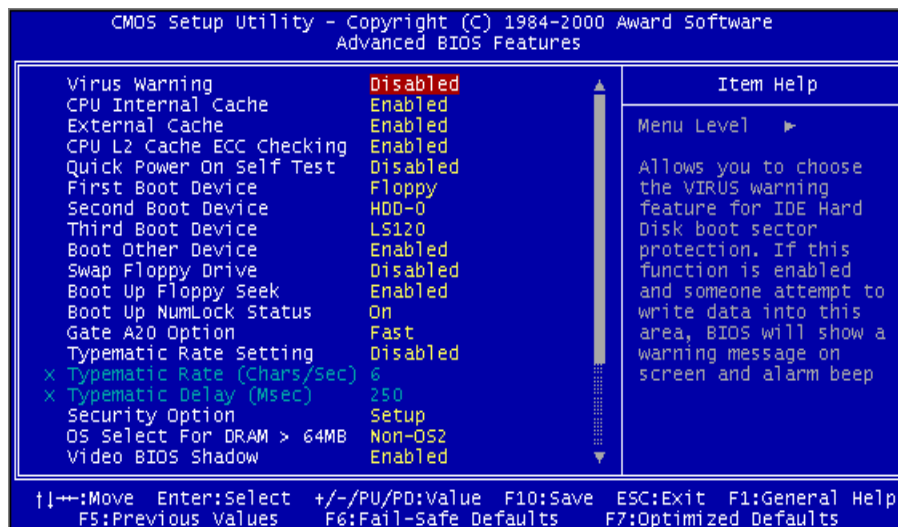 CMOS Setup Utility - Copyright (C) 1984-2000 Award Software
Advanced BIOS Features
Virus Warning Disabled
CPU Internal Cache Enabled
External Cache Enabled
CPU L2 Cache ECC Checking Enabled
Quick Power On Self Test Disabled
First Boot Device Floppy
Second Boot Device HDD-0
Third Boot Device LS120
Boot Other Device Enabled
Swap Floppy Drive Disabled
Boot Up Floppy Seek Enabled
Boot Up NumLock Status On
Gate A20 Option Fast
Typematic Rate Setting Disabled
x Typematic Rate (Chars/Sec) 6
x Typematic Delay (Msec) 250
Security Option Setup
OS Select For DRAM > 64MB Non-OS2
Video BIOS Shadow Enabled
Item Help
Menu Level ►
Allows you to choose
the VIRUS warning
feature for IDE Hard
Disk boot sector
protection. If this
function is enabled
and someone attempt to
write data into this
area, BIOS will show a
warning message on
screen and alarm beep
↑↓→←:Move Enter:Select +/-/PU/PD:Value F10:Save ESC:Exit F1:General Help
F5:Previous Values F6:Fail-Safe Defaults F7:Optimized Defaults